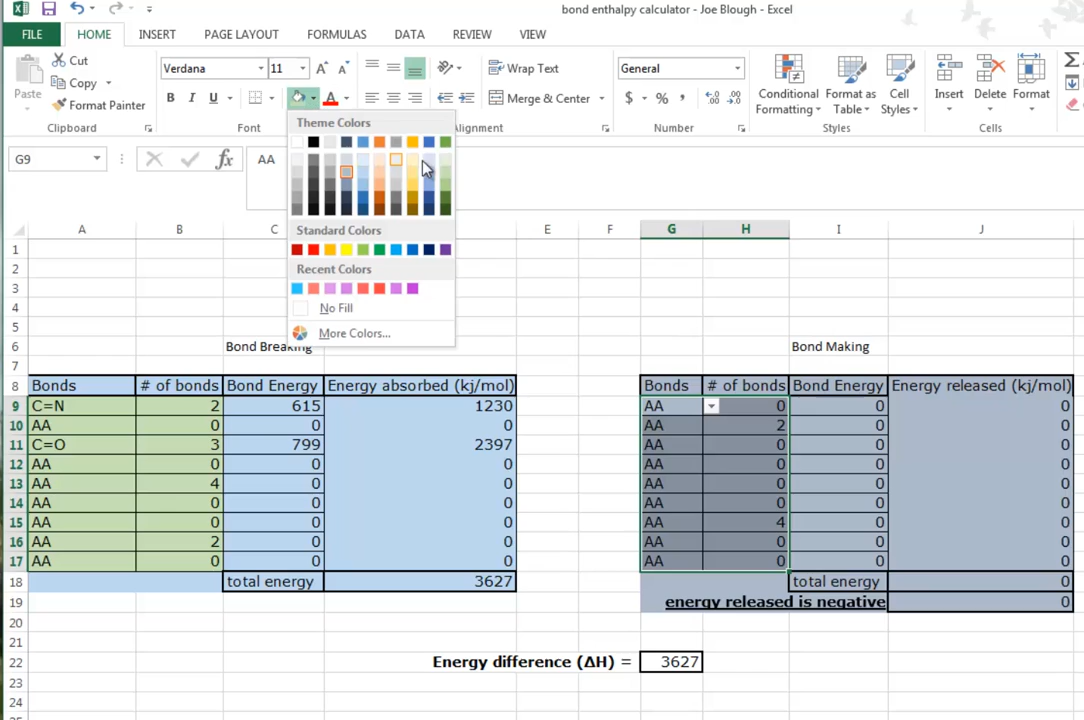 bond enthalpy calculator - Joe Blough - Excel
FILE HOME INSERT PAGE LAYOUT FORMULAS DATA REVIEW VIEW
Paste Cut Copy Format Painter
Clipboard
Verdana 11
B I U
Font
Wrap Text
Merge & Center
Alignment
General
$ % ,
Number
Conditional Formatting Format as Table Cell Styles
Styles
Insert Delete Format
Cells
G9 fx AA
Theme Colors
Standard Colors
Recent Colors
No Fill
More Colors...
A B C E F G H I J
1
2
3
4
5
6 Bond Breaking Bond Making
7
8 Bonds # of bonds Bond Energy Energy absorbed (kj/mol) Bonds # of bonds Bond Energy Energy released (kj/mol)
9 C=N 2 615 1230 AA 0 0 0
10 AA 0 0 0 AA 2 0 0
11 C=O 3 799 2397 AA 0 0 0
12 AA 0 0 0 AA 0 0 0
13 AA 4 0 0 AA 0 0 0
14 AA 0 0 0 AA 0 0 0
15 AA 0 0 0 AA 4 0 0
16 AA 2 0 0 AA 0 0 0
17 AA 0 0 0 AA 0 0 0
18 total energy 3627 total energy 0
19 energy released is negative 0
20
21
22 Energy difference (ΔH) = 3627
23
24